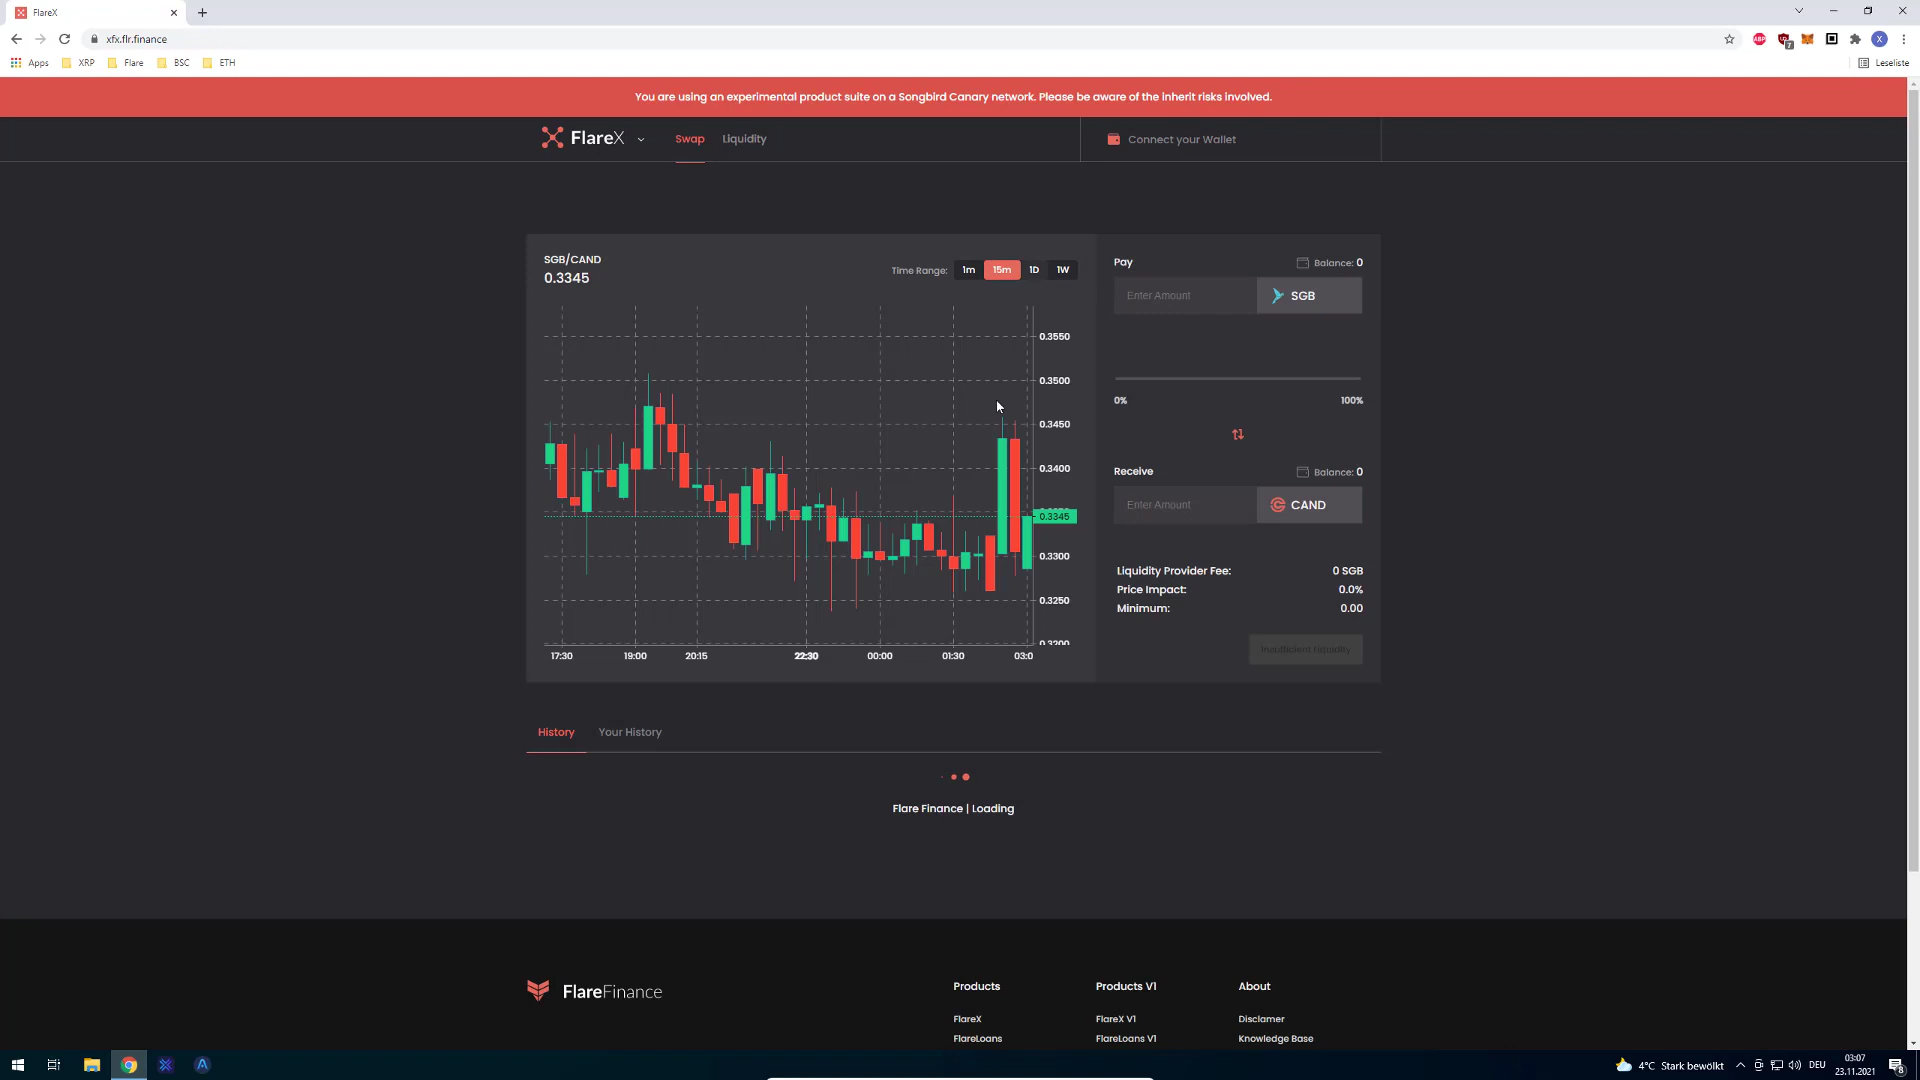 FlareX
xfx.flr.finance
Apps XRP Flare BSC ETH Leseliste
You are using an experimental product suite on a Songbird Canary network. Please be aware of the inherit risks involved.
FlareX Swap Liquidity Connect your Wallet
SGB/CAND
0.3345
Time Range: 1m 15m 1D 1W
0.3550
0.3500
0.3450
0.3400
0.3345
0.3300
0.3250
0.3200
17:30 19:00 20:15 22:30 00:00 01:30 03:0
Pay Balance: 0
Enter Amount SGB
0% 100%
Receive Balance: 0
Enter Amount CAND
Liquidity Provider Fee: 0 SGB
Price Impact: 0.0%
Minimum: 0.00
Insufficient Liquidity
History Your History
Flare Finance | Loading
FlareFinance
Products
FlareX
FlareLoans
Products V1
FlareX V1
FlareLoans V1
About
Disclamer
Knowledge Base
4°C Stark bewölkt DEU 03:07
23.11.2021